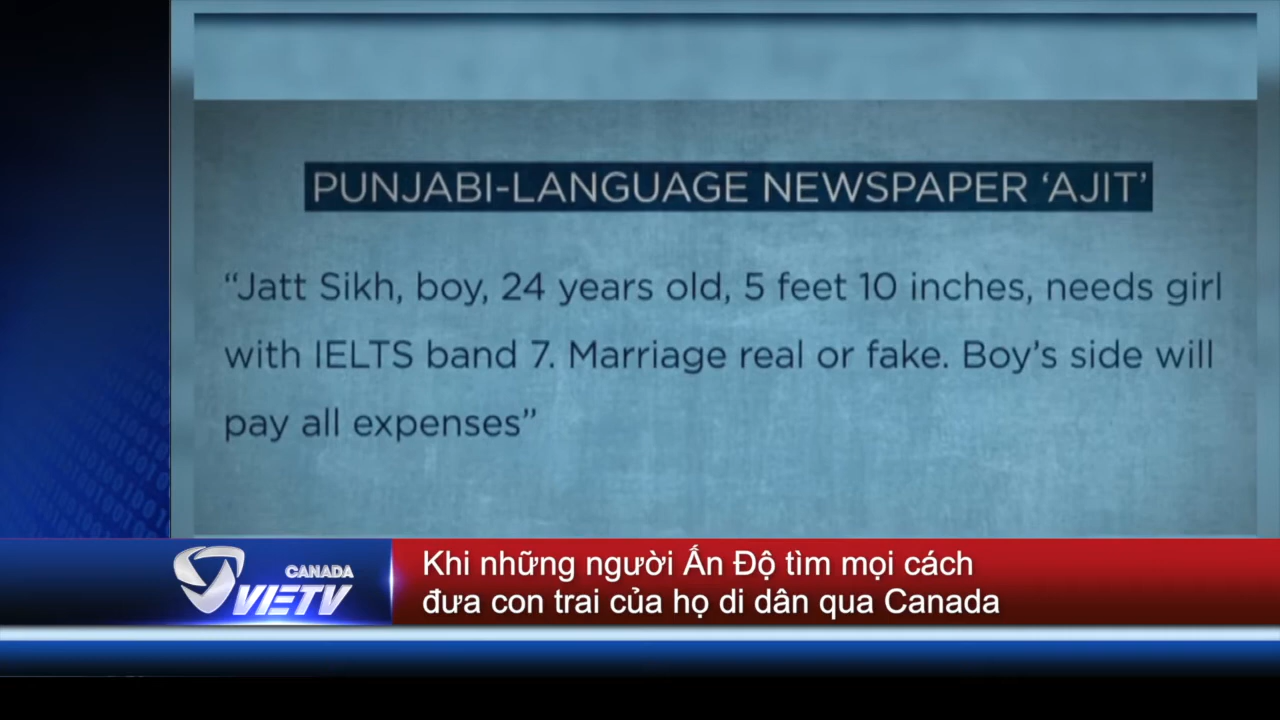 PUNJABI-LANGUAGE NEWSPAPER ‘AJIT’
“Jatt Sikh, boy, 24 years old, 5 feet 10 inches, needs girl
with IELTS band 7. Marriage real or fake. Boy’s side will
pay all expenses”
CANADA
VIETV
Khi những người Ấn Độ tìm mọi cách
đưa con trai của họ di dân qua Canada